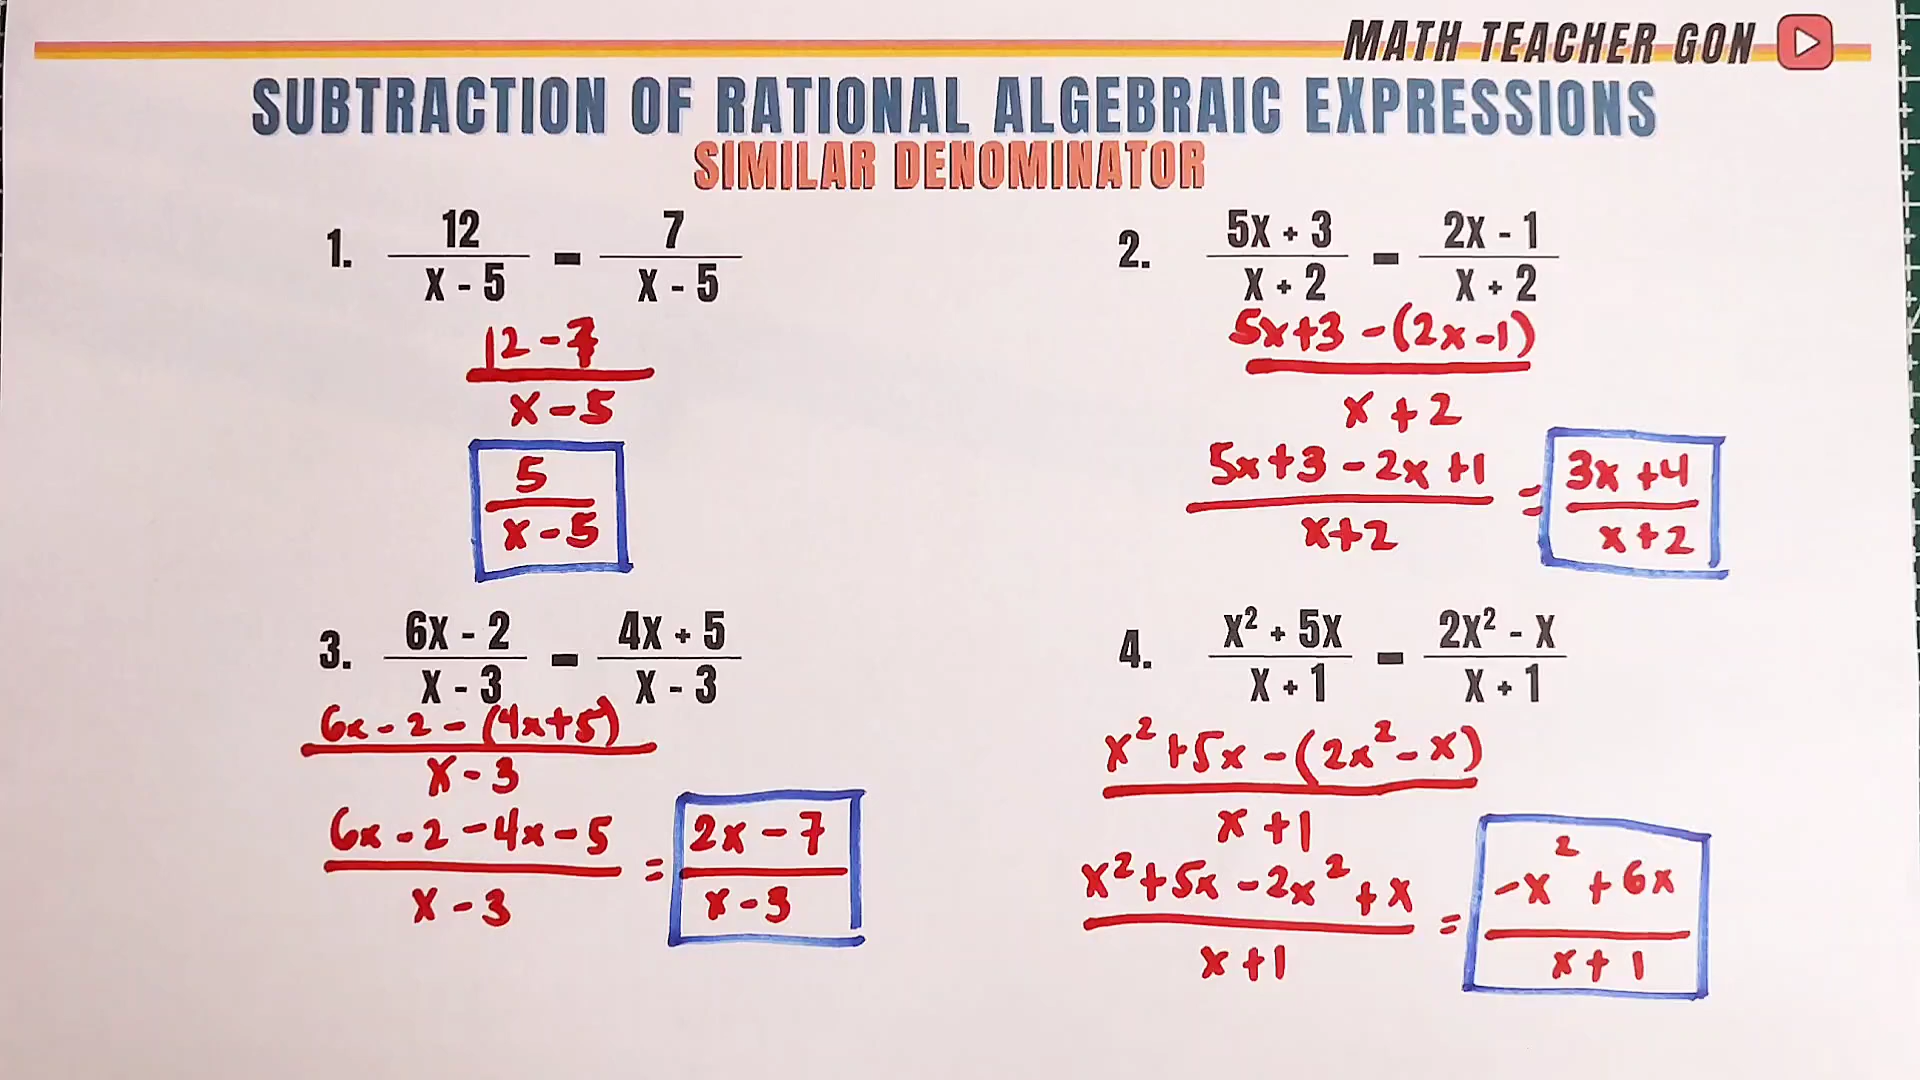 MATH TEACHER GON
SUBTRACTION OF RATIONAL ALGEBRAIC EXPRESSIONS
SIMILAR DENOMINATOR
1. 12 / x - 5 - 7 / x - 5
12 - 7 / x - 5
5 / x - 5
2. 5x + 3 / x + 2 - 2x - 1 / x + 2
5x + 3 - (2x - 1) / x + 2
5x + 3 - 2x + 1 / x + 2 = 3x + 4 / x + 2
3. 6x - 2 / x - 3 - 4x + 5 / x - 3
6x - 2 - (4x + 5) / x - 3
6x - 2 - 4x - 5 / x - 3 = 2x - 7 / x - 3
4. x² + 5x / x + 1 - 2x² - x / x + 1
x² + 5x - (2x² - x) / x + 1
x² + 5x - 2x² + x / x + 1 = -x² + 6x / x + 1